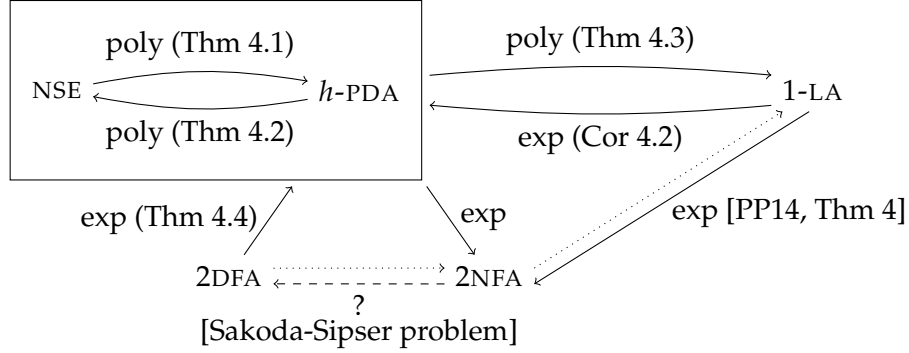 poly (Thm 4.1)
poly (Thm 4.3)
NSE
h-PDA
1-LA
poly (Thm 4.2)
exp (Cor 4.2)
exp (Thm 4.4)
exp
exp [PP14, Thm 4]
2DFA
2NFA
?
[Sakoda-Sipser problem]